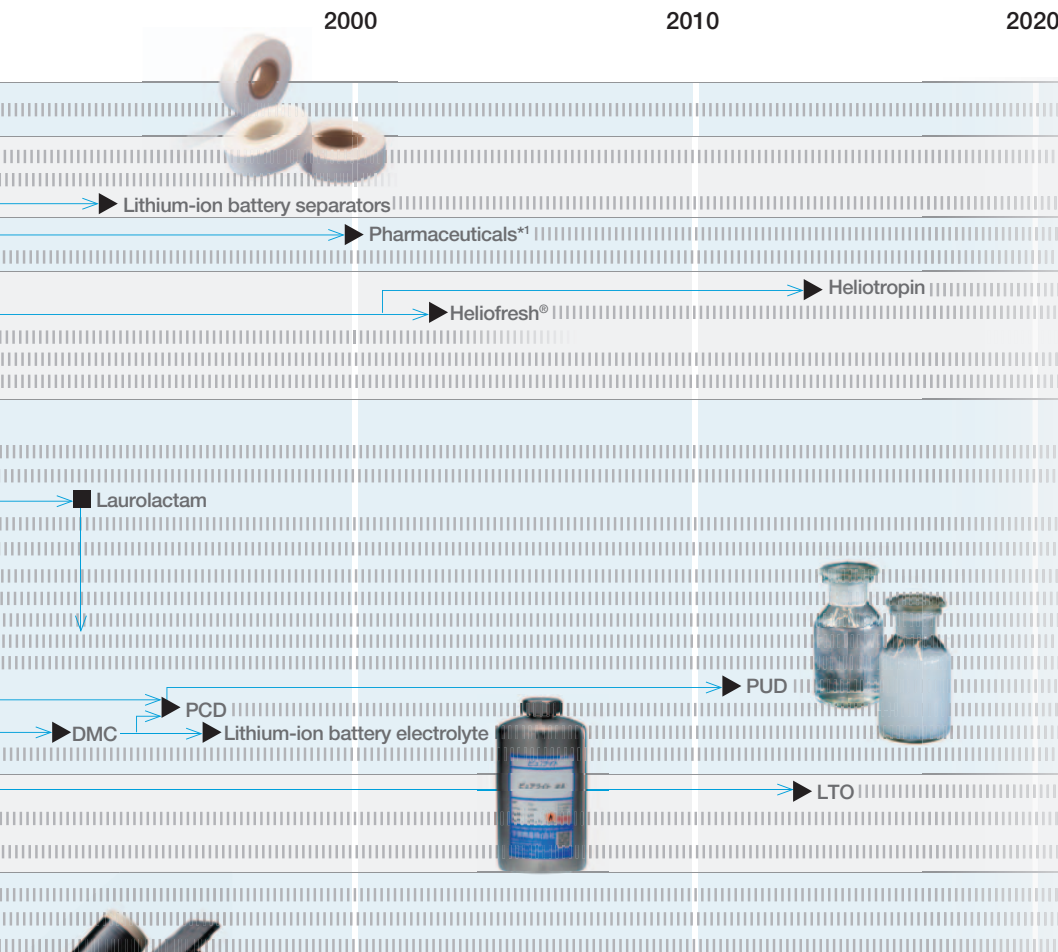 2000 2010 2020
Lithium-ion battery separators
Pharmaceuticals*1
Heliotropin
Heliofresh®
Laurolactam
PUD
PCD
DMC
Lithium-ion battery electrolyte
LTO